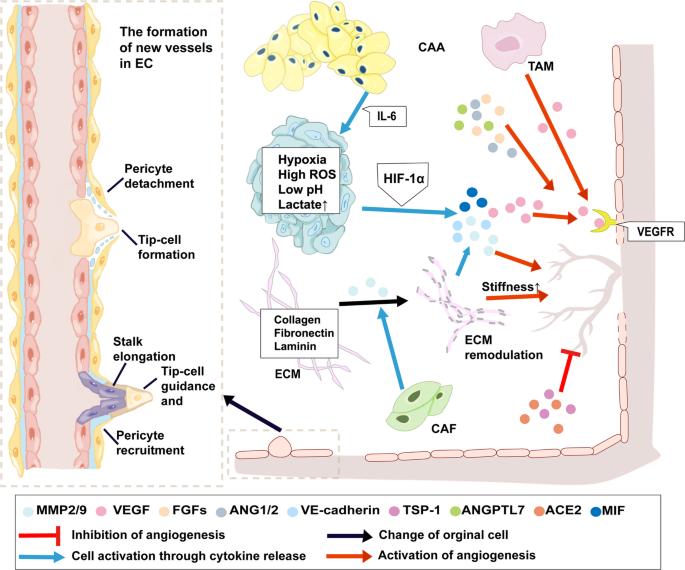 The formation
of new vessels
in EC
Pericyte
detachment
Tip-cell
formation
Stalk
elongation
Tip-cell
guidance
and
Pericyte
recruitment
CAA
TAM
IL-6
Hypoxia
High ROS
Low pH
Lactate↑
HIF-1α
VEGFR
Stiffness↑
Collagen
Fibronectin
Laminin
ECM
ECM
remodulation
CAF
MMP2/9
VEGF
FGFs
ANG1/2
VE-cadherin
TSP-1
ANGPTL7
ACE2
MIF
Inhibition of angiogenesis
Change of orginal cell
Cell activation through cytokine release
Activation of angiogenesis